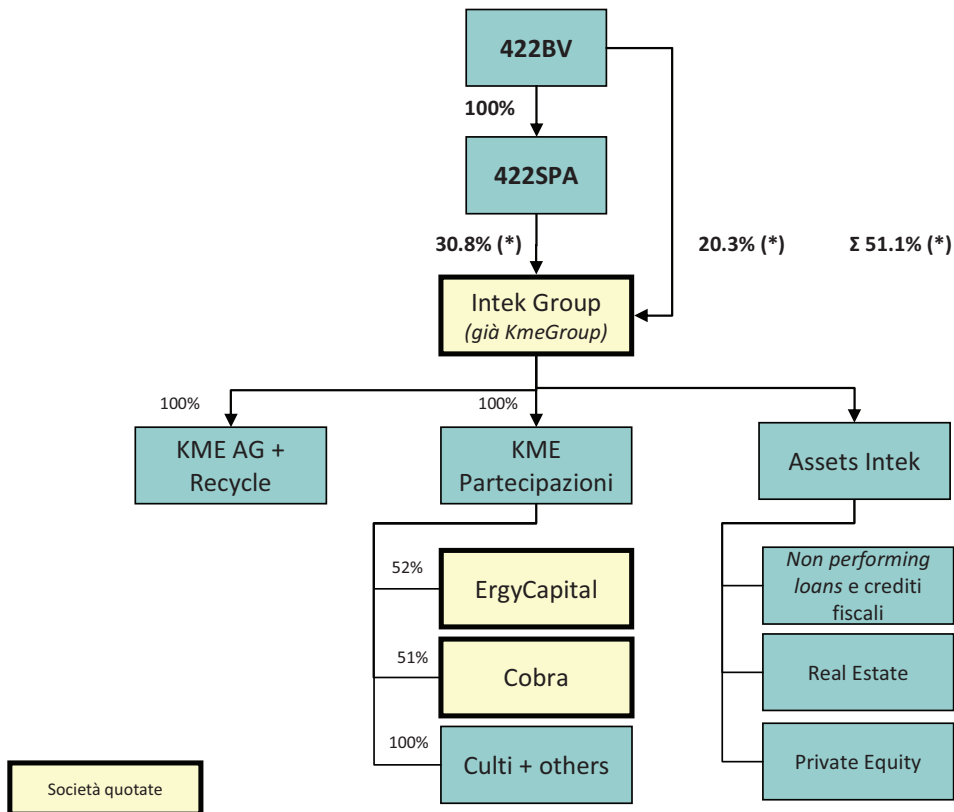 422BV
100%
422SPA
30.8% (*)
20.3% (*)
Σ 51.1% (*)
Intek Group
(già KmeGroup)
100%
100%
KME AG +
Recycle
KME
Partecipazioni
Assets Intek
52%
ErgyCapital
Non performing
loans e crediti
fiscali
51%
Cobra
Real Estate
100%
Culti + others
Private Equity
Società quotate